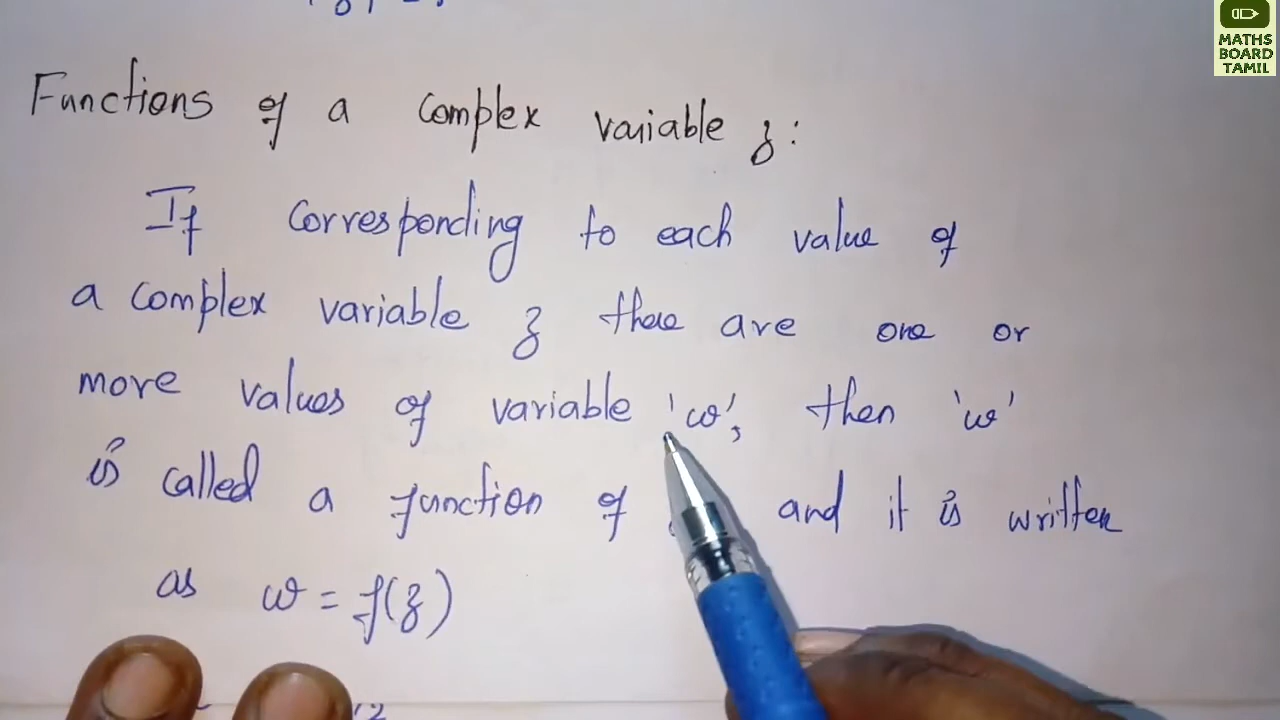 MATHS
BOARD
TAMIL
Functions of a complex variable z:
If corresponding to each value of
a complex variable z there are one or
more values of variable 'w', then 'w'
is called a function of and it is written
as w = f(z)